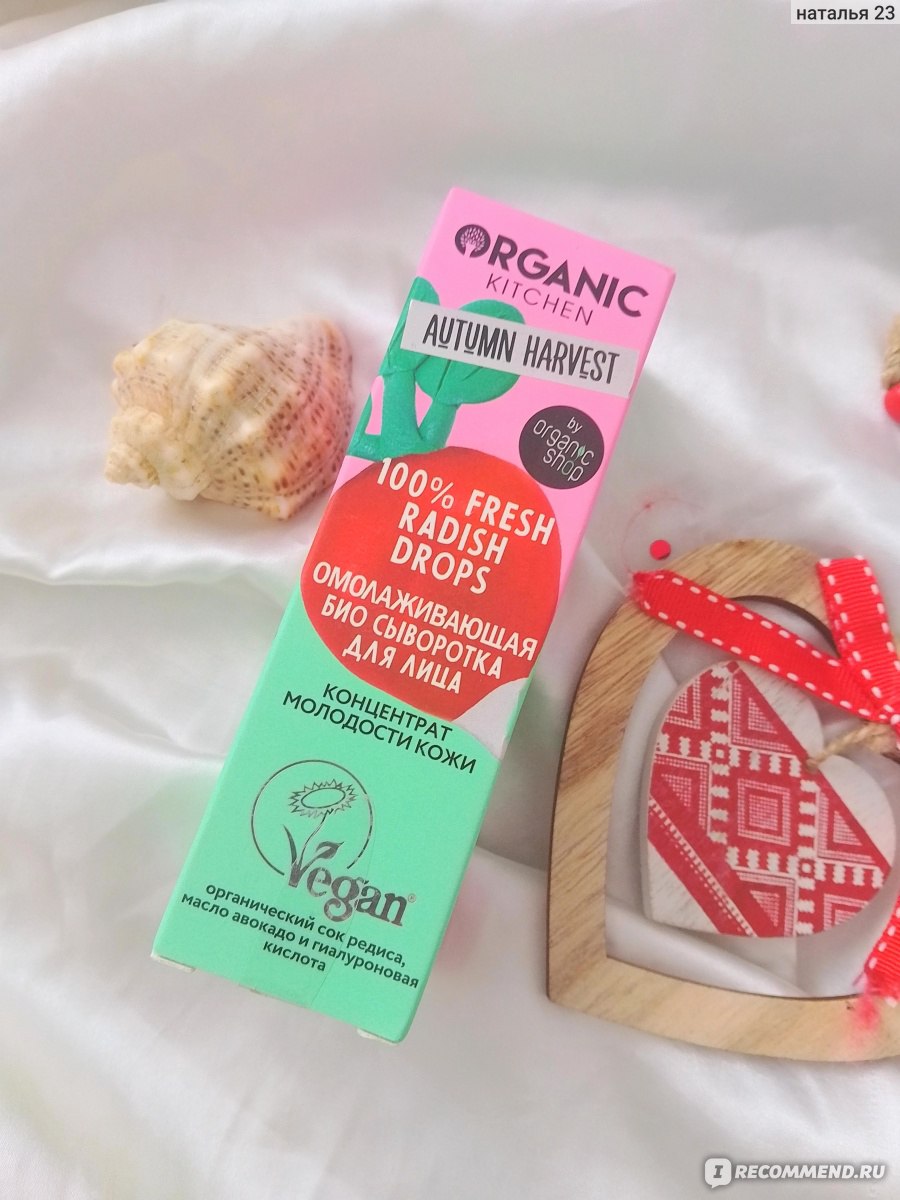 наталья 23
ORGANIC
KITCHEN
AUTUMN HARVEST
by
organic
shop
100% FRESH
RADISH
DROPS
ОМОЛАЖИВАЮЩАЯ
БИО СЫВОРОТКА
ДЛЯ ЛИЦА
КОНЦЕНТРАТ
МОЛОДОСТИ КОЖИ
Vegan®
органический сок редиса,
масло авокадо и гиалуроновая
кислота
IRECOMMEND.RU